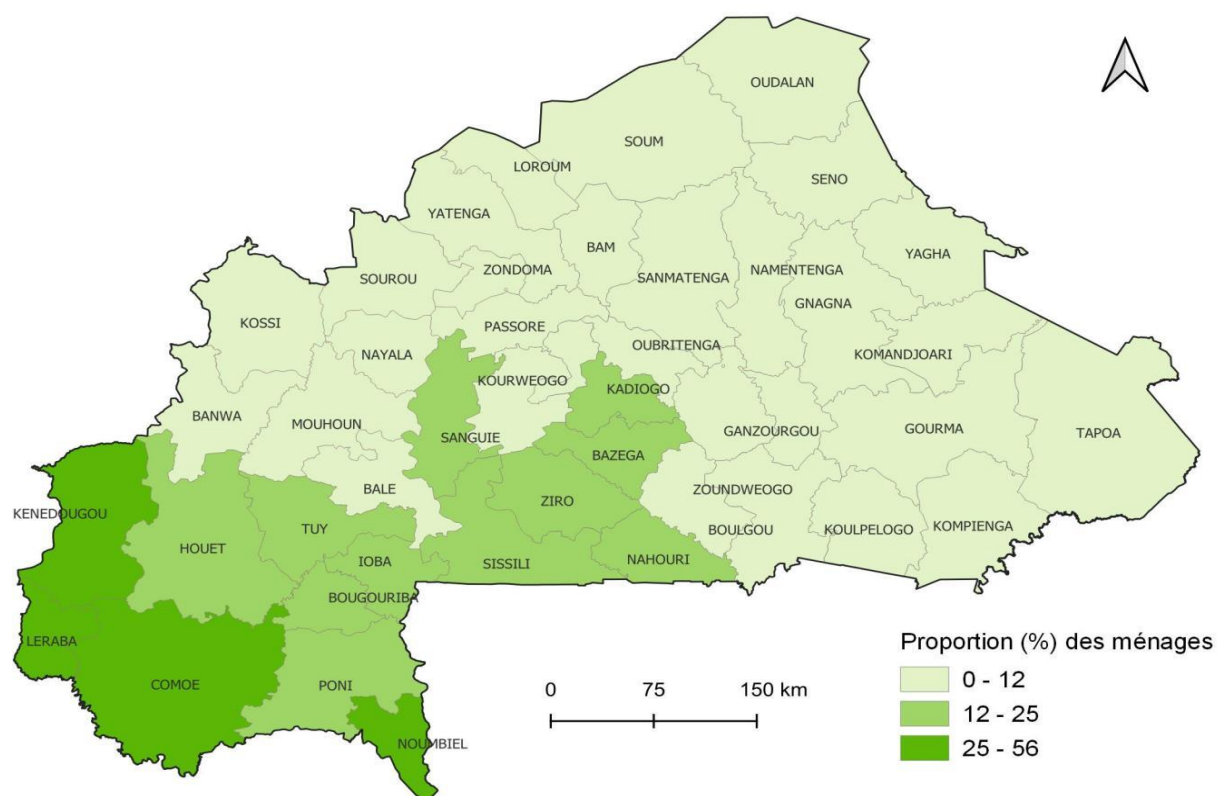 OUDALAN
SOUM
LOROUM
SENO
YATENGA
BAM
YAGHA
ZONDOMA
NAMENTENGA
SOUROU
SANMATENGA
GNAGNA
KOSSI
PASSORE
OUBRITENGA
NAYALA
KOMANDJOARI
KOURWEOGO
KADIOGO
BANWA
MOUHOUN
SANGUIE
GANZOURGOU
GOURMA
TAPOA
BAZEGA
BALE
ZOUNDWEOGO
ZIRO
KENEDOUGOU
TUY
BOULGOU
KOULPELOGO
KOMPIENGA
HOUET
IOBA
SISSILI
NAHOURI
BOUGOURIBA
LERABA
COMOE
PONI
NOUMBIEL
0 75 150 km
Proportion (%) des ménages
0 - 12
12 - 25
25 - 56